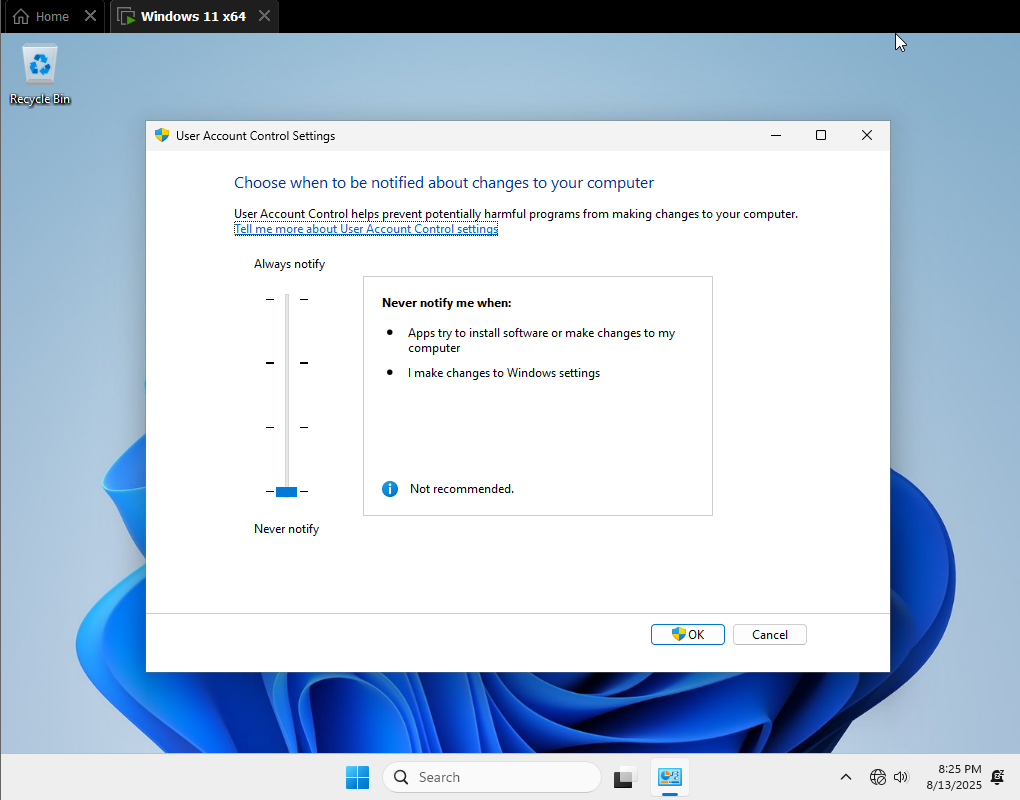 Home
Windows 11 x64
Recycle Bin
User Account Control Settings
Choose when to be notified about changes to your computer
User Account Control helps prevent potentially harmful programs from making changes to your computer.
Tell me more about User Account Control settings
Always notify
Never notify me when:
Apps try to install software or make changes to my
computer
I make changes to Windows settings
Not recommended.
Never notify
OK
Cancel
Search
8:25 PM
8/13/2025